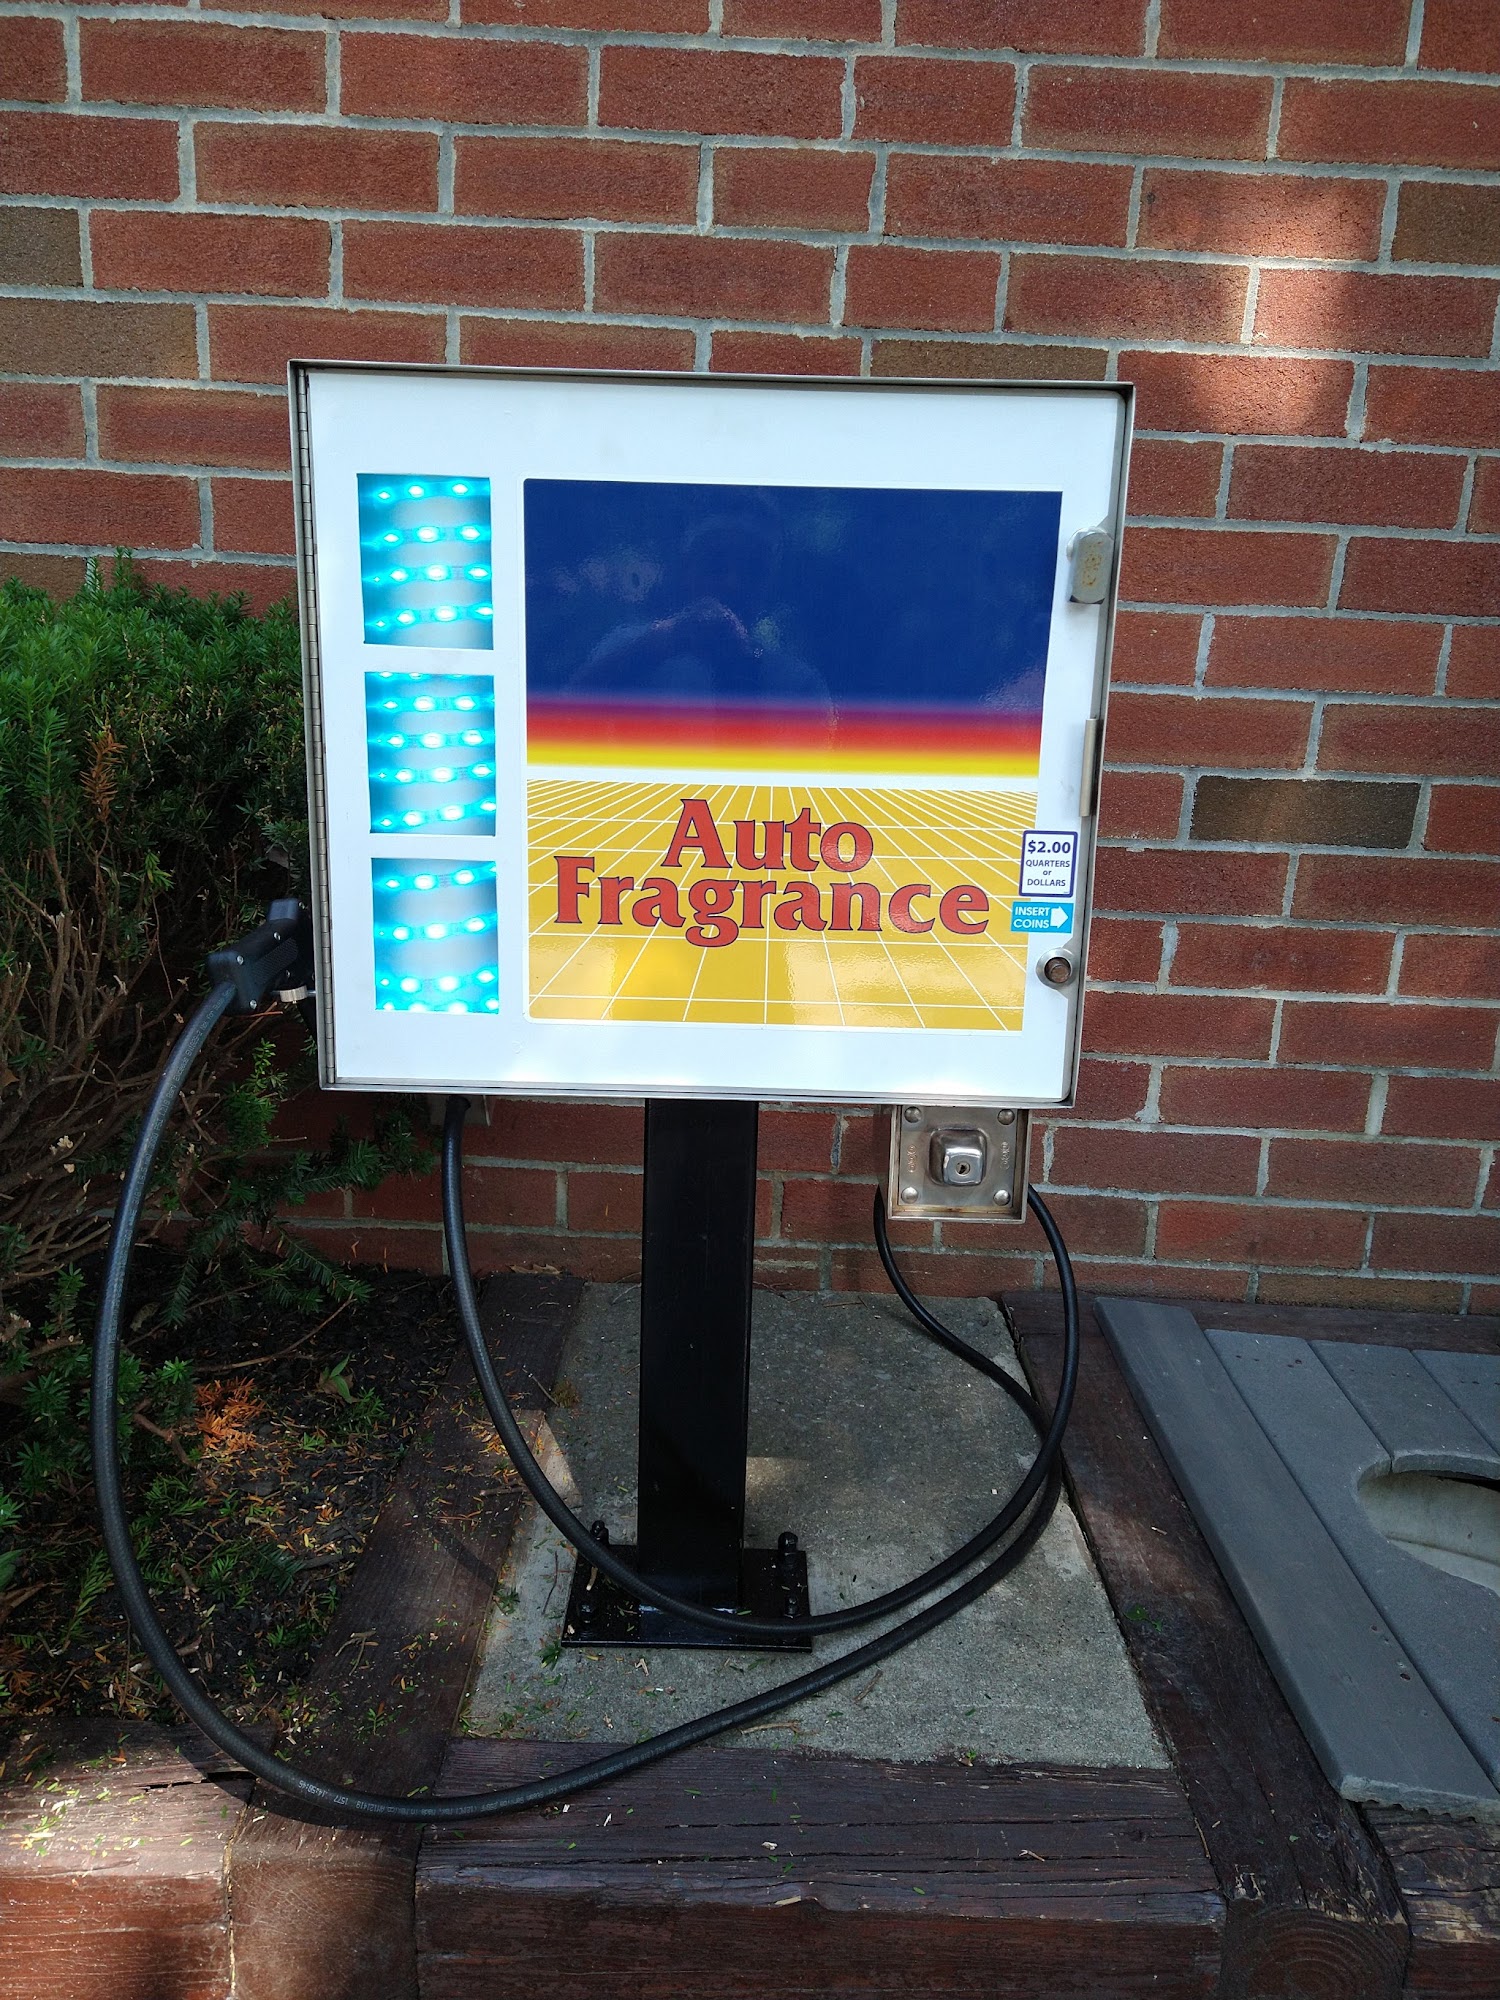 Auto
Fragrance
$2.00
QUARTERS
or
DOLLARS
INSERT
COINS